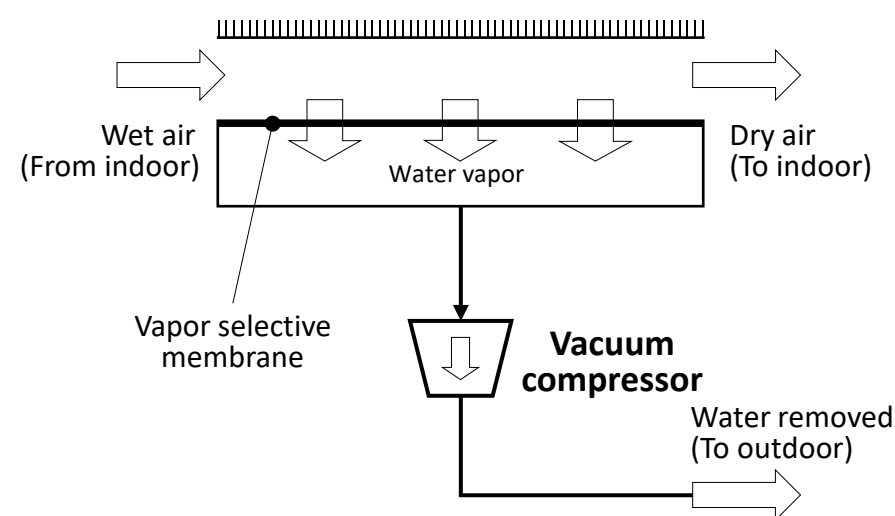 Wet air
(From indoor)
Dry air
(To indoor)
Water vapor
Vapor selective
membrane
Vacuum
compressor
Water removed
(To outdoor)